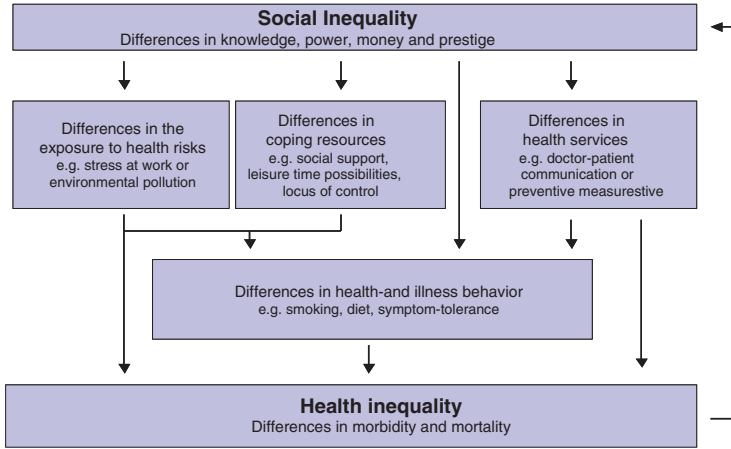 Social Inequality
Differences in knowledge, power, money and prestige
Differences in the
exposure to health risks
e.g. stress at work or
environmental pollution
Differences in
coping resources
e.g. social support,
leisure time possibilities,
locus of control
Differences in
health services
e.g. doctor-patient
communication or
preventive measurestive
Differences in health-and illness behavior
e.g. smoking, diet, symptom-tolerance
Health inequality
Differences in morbidity and mortality